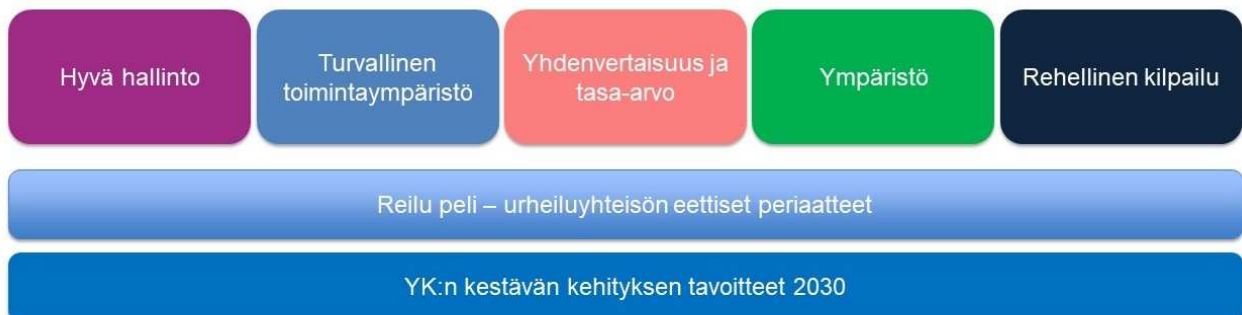 Hyvä hallinto
Turvallinen
toimintaympäristö
Yhdenvertaisuus ja
tasa-arvo
Ympäristö
Rehellinen kilpailu
Reilu peli – urheiluyhteisön eettiset periaatteet
YK:n kestävän kehityksen tavoitteet 2030